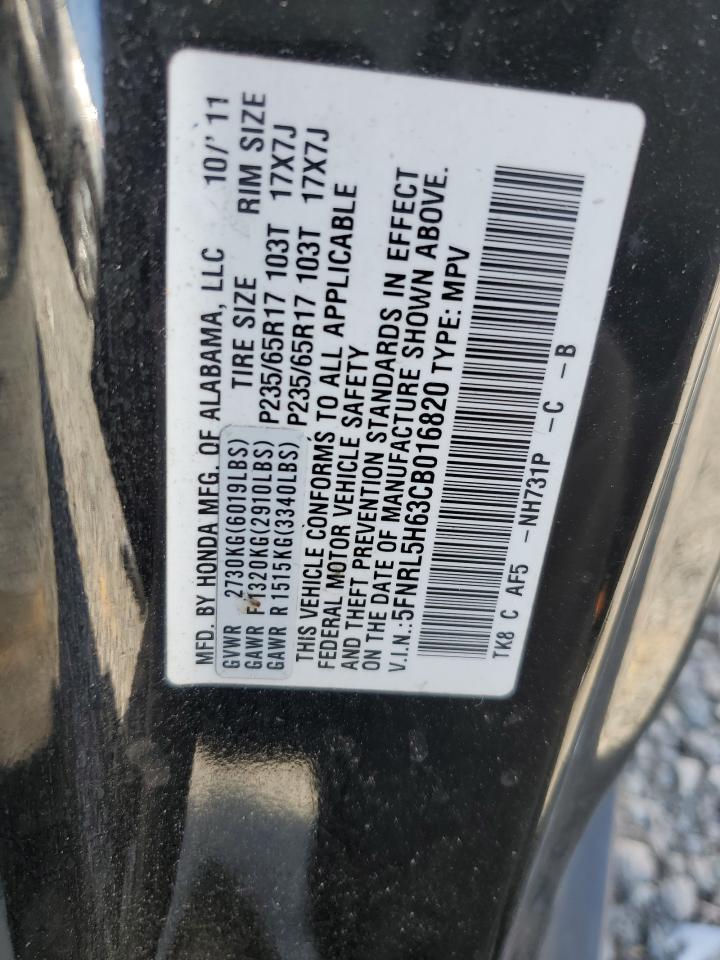 MFD. BY HONDA MFG. OF ALABAMA, LLC 10/'11
GVWR 2730KG(6019LBS) TIRE SIZE RIM SIZE
GAWR F 1320KG(2910LBS) P235/65R17 103T 17X7J
GAWR R 1515KG(3340LBS) P235/65R17 103T 17X7J
THIS VEHICLE CONFORMS TO ALL APPLICABLE
FEDERAL MOTOR VEHICLE SAFETY
AND THEFT PREVENTION STANDARDS IN EFFECT
ON THE DATE OF MANUFACTURE SHOWN ABOVE.
V.I.N.: 5FNRL5H63CB016820 TYPE: MPV
TK8 C AF5 -NH731P -C -B